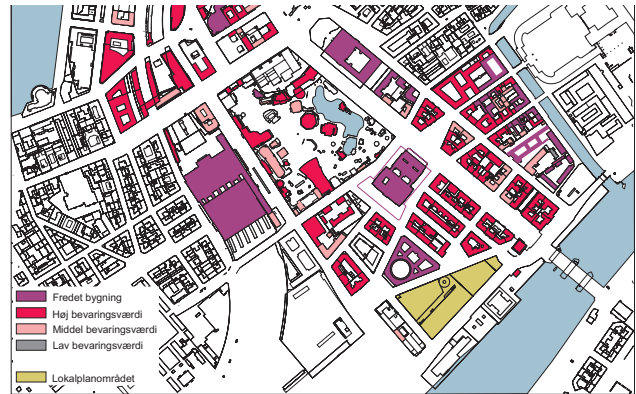 Fredet bygning
Høj bevaringsværdi
Middel bevaringsværdi
Lav bevaringsværdi
Lokalplanområdet